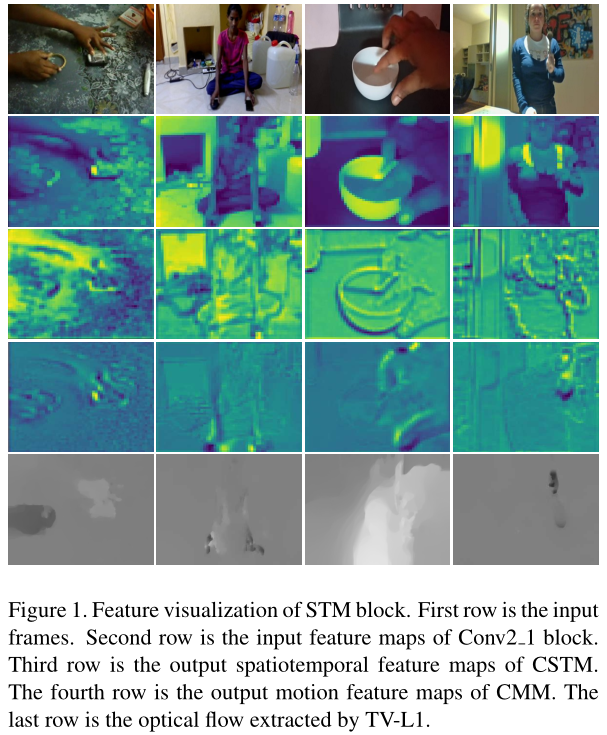 Figure 1. Feature visualization of STM block. First row is the input
frames. Second row is the input feature maps of Conv2_1 block.
Third row is the output spatiotemporal feature maps of CSTM.
The fourth row is the output motion feature maps of CMM. The
last row is the optical flow extracted by TV-L1.